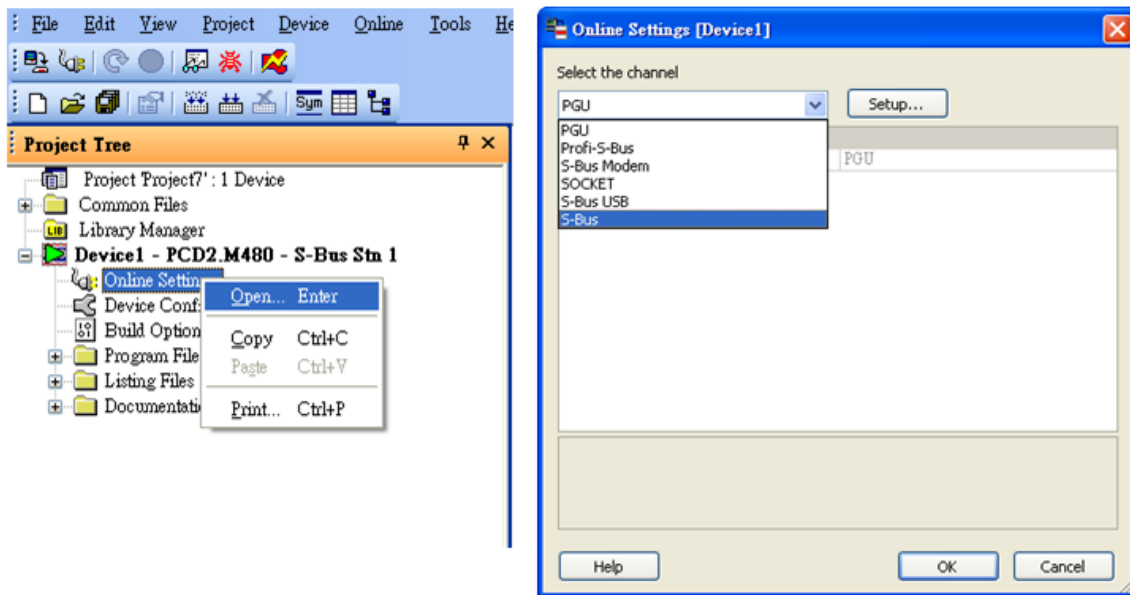 File Edit View Project Device Online Tools He
Sym
Project Tree
Project 'Project7': 1 Device
Common Files
LIB Library Manager
Device1 - PCD2.M480 - S-Bus Stn 1
Online Settin
Device Conf
Build Option
Program File
Listing Files
Documentati
Open... Enter
Copy Ctrl+C
Paste Ctrl+V
Print... Ctrl+P
Online Settings [Device1]
Select the channel
PGU
Setup...
PGU
Profi-S-Bus
S-Bus Modem
SOCKET
S-Bus USB
S-Bus
PGU
Help OK Cancel